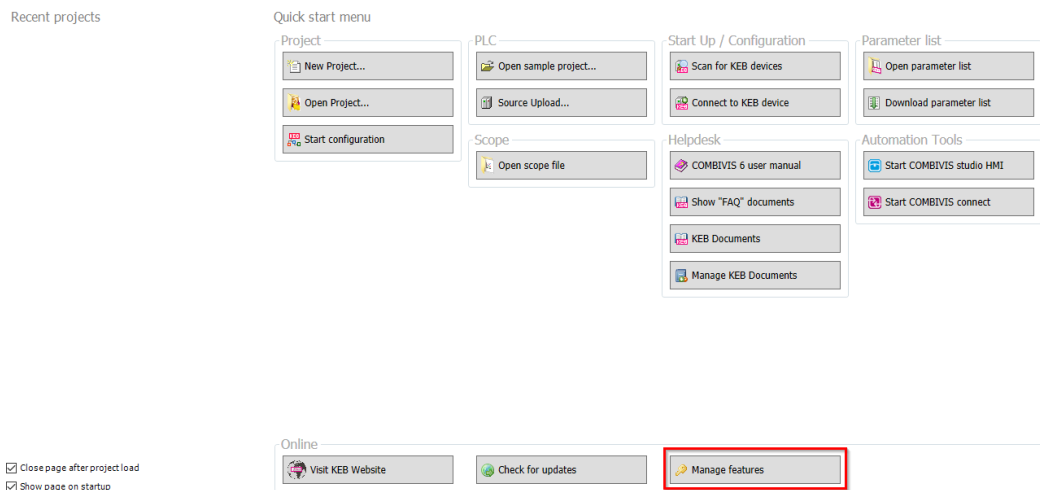 Recent projects
Quick start menu
Project
New Project...
Open Project...
Start configuration
PLC
Open sample project...
Source Upload...
Scope
Open scope file
Start Up / Configuration
Scan for KEB devices
Connect to KEB device
Helpdesk
COMBIVIS 6 user manual
Show "FAQ" documents
KEB Documents
Manage KEB Documents
Parameter list
Open parameter list
Download parameter list
Automation Tools
Start COMBIVIS studio HMI
Start COMBIVIS connect
Online
Visit KEB Website
Check for updates
Manage features
Close page after project load
Show page on startup